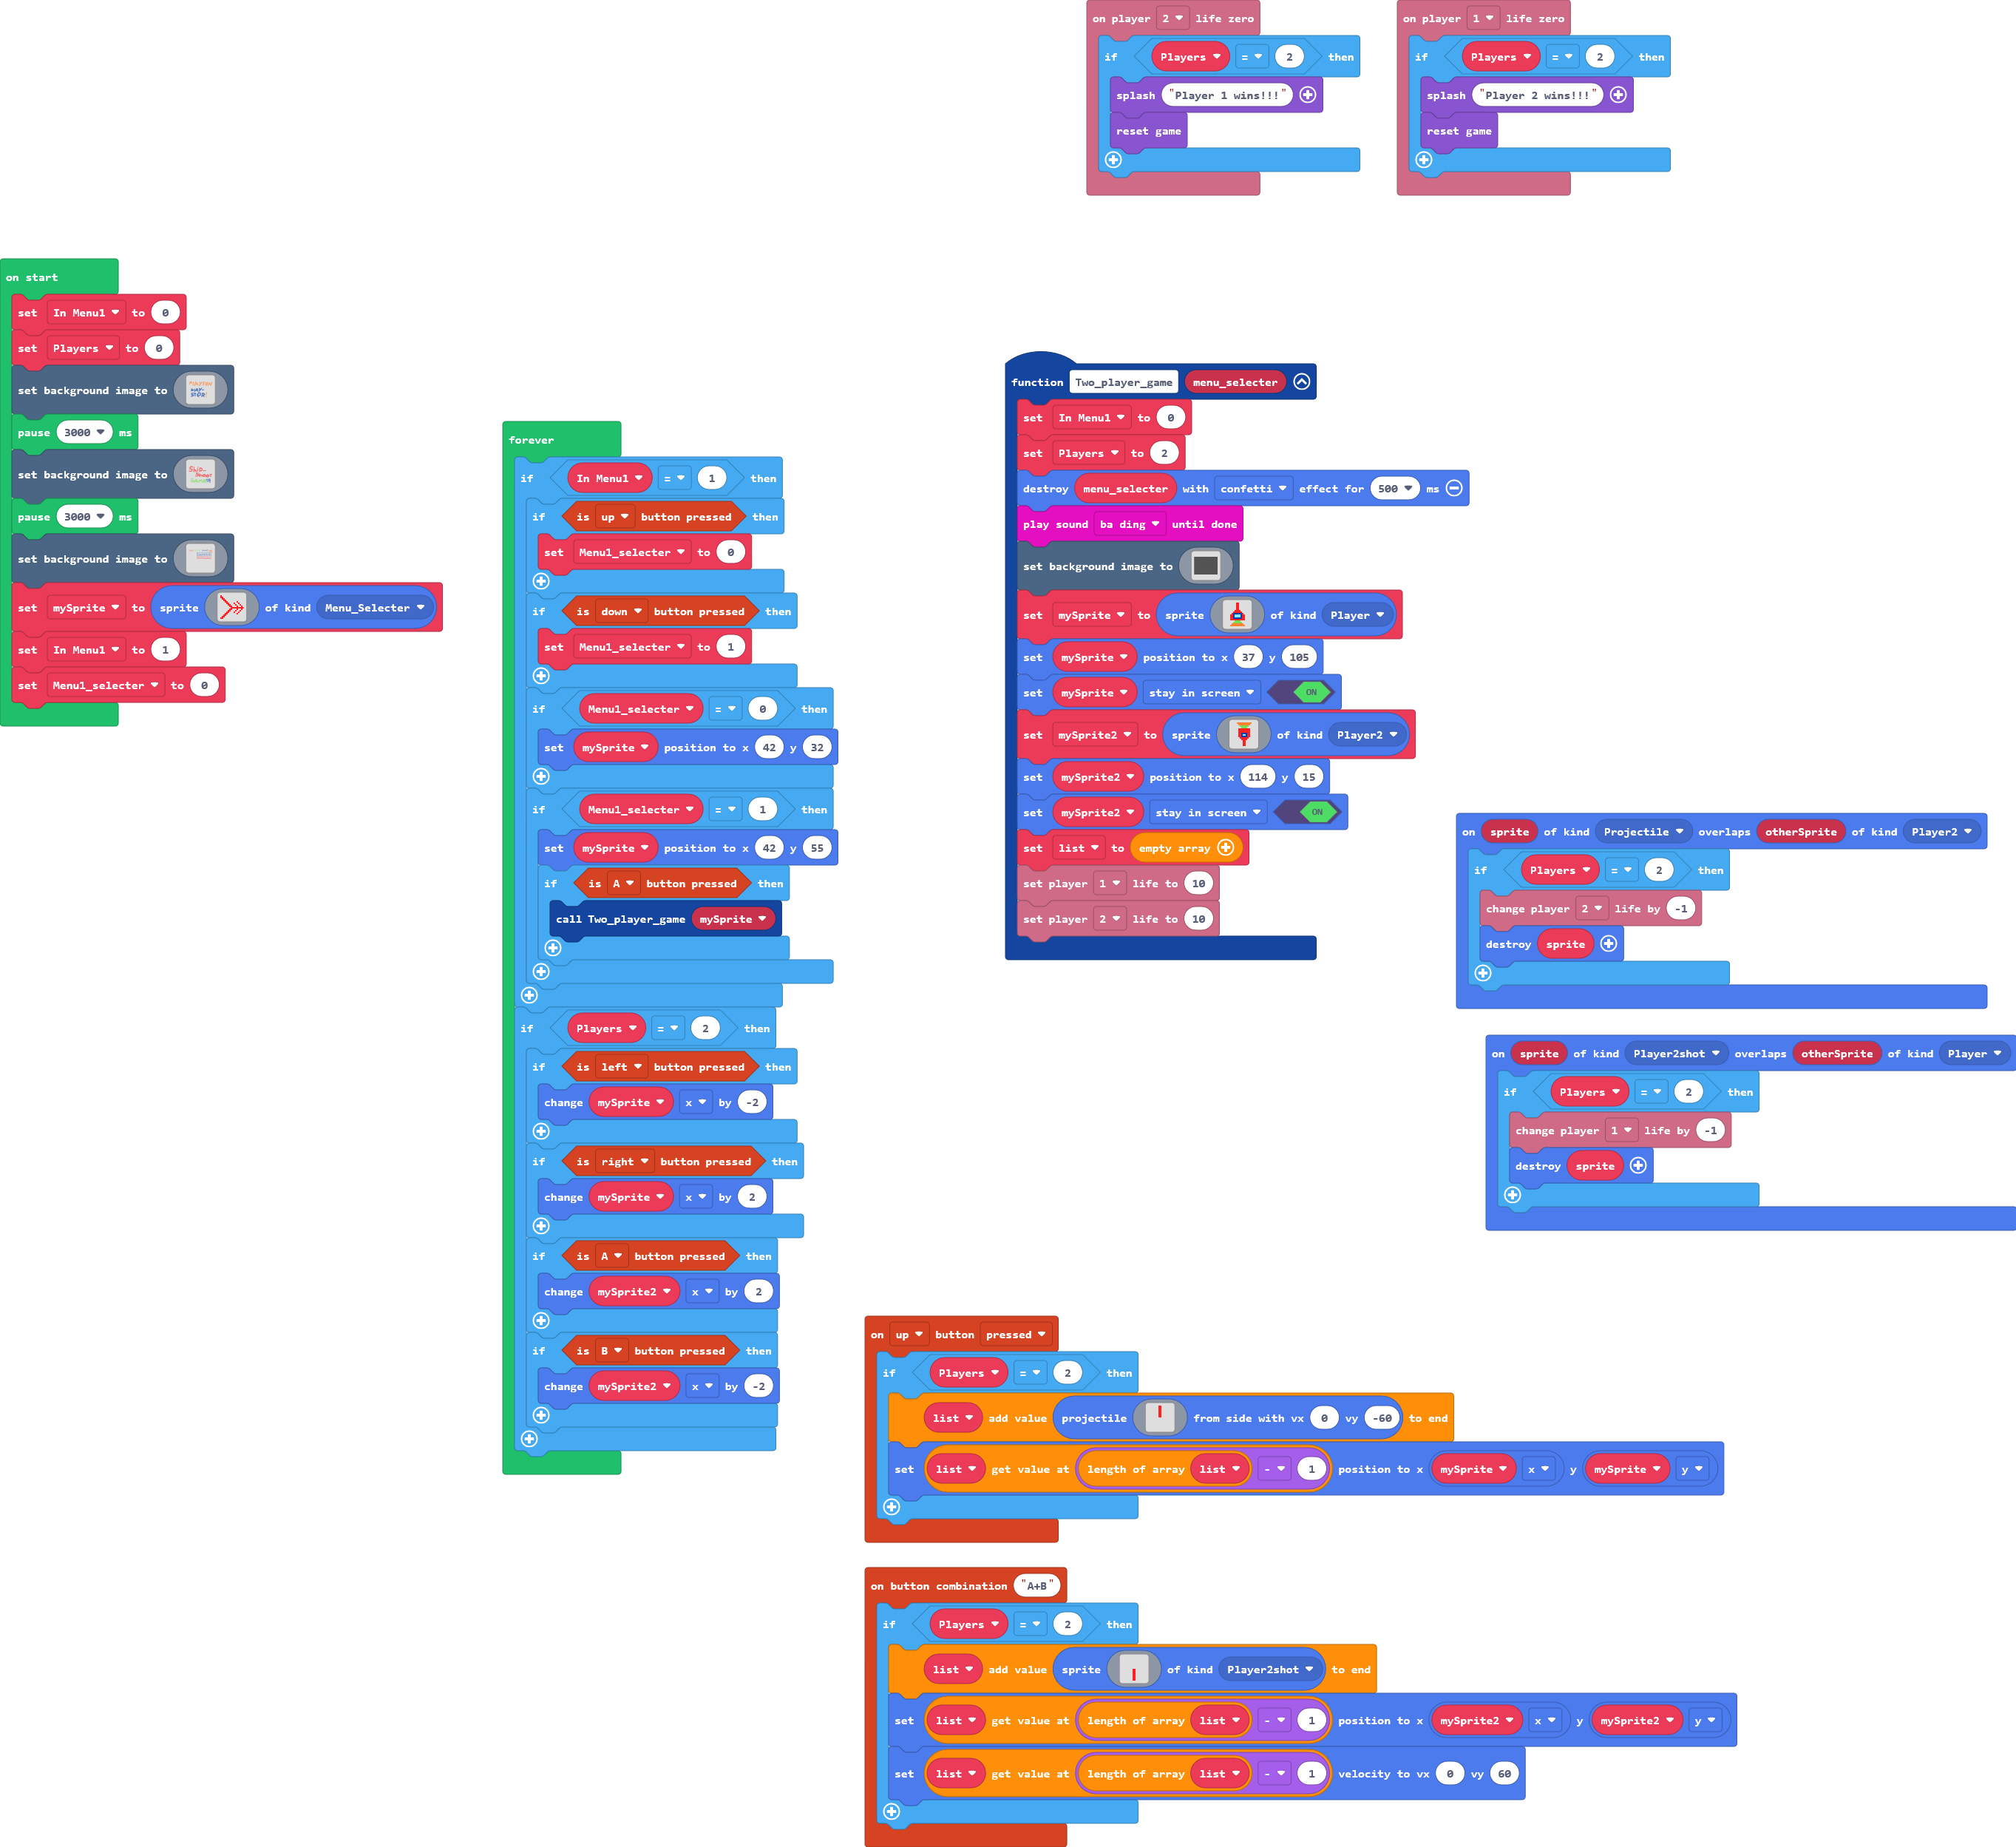 on player 2 life zero
if Players = 2 then
splash "Player 1 wins!!!"
reset game
on player 1 life zero
if Players = 2 then
splash "Player 2 wins!!!"
reset game
on start
set In Menu1 to 0
set Players to 0
set background image to
pause 3000 ms
set background image to
pause 3000 ms
set background image to
set mySprite to sprite of kind Menu_Selecter
set In Menu1 to 1
set Menu1_selecter to 0
forever
if In Menu1 = 1 then
if is up button pressed then
set Menu1_selecter to 0
if is down button pressed then
set Menu1_selecter to 1
if Menu1_selecter = 0 then
set mySprite position to x 42 y 32
if Menu1_selecter = 1 then
set mySprite position to x 42 y 55
if is A button pressed then
call Two_player_game mySprite
if Players = 2 then
if is left button pressed then
change mySprite x by -2
if is right button pressed then
change mySprite x by 2
if is A button pressed then
change mySprite2 x by 2
if is B button pressed then
change mySprite2 x by -2
function Two_player_game menu_selecter
set In Menu1 to 0
set Players to 2
destroy menu_selecter with confetti effect for 500 ms
play sound ba ding until done
set background image to
set mySprite to sprite of kind Player
set mySprite position to x 37 y 105
set mySprite stay in screen ON
set mySprite2 to sprite of kind Player2
set mySprite2 position to x 114 y 15
set mySprite2 stay in screen ON
set list to empty array
set player 1 life to 10
set player 2 life to 10
on sprite of kind Projectile overlaps otherSprite of kind Player2
if Players = 2 then
change player 2 life by -1
destroy sprite
on sprite of kind Player2shot overlaps otherSprite of kind Player
if Players = 2 then
change player 1 life by -1
destroy sprite
on up button pressed
if Players = 2 then
list add value projectile from side with vx 0 vy -60 to end
set list get value at length of array list - 1 position to x mySprite x y mySprite y
on button combination "A+B"
if Players = 2 then
list add value sprite of kind Player2shot to end
set list get value at length of array list - 1 position to x mySprite2 x y mySprite2 y
set list get value at length of array list - 1 velocity to vx 0 vy 60